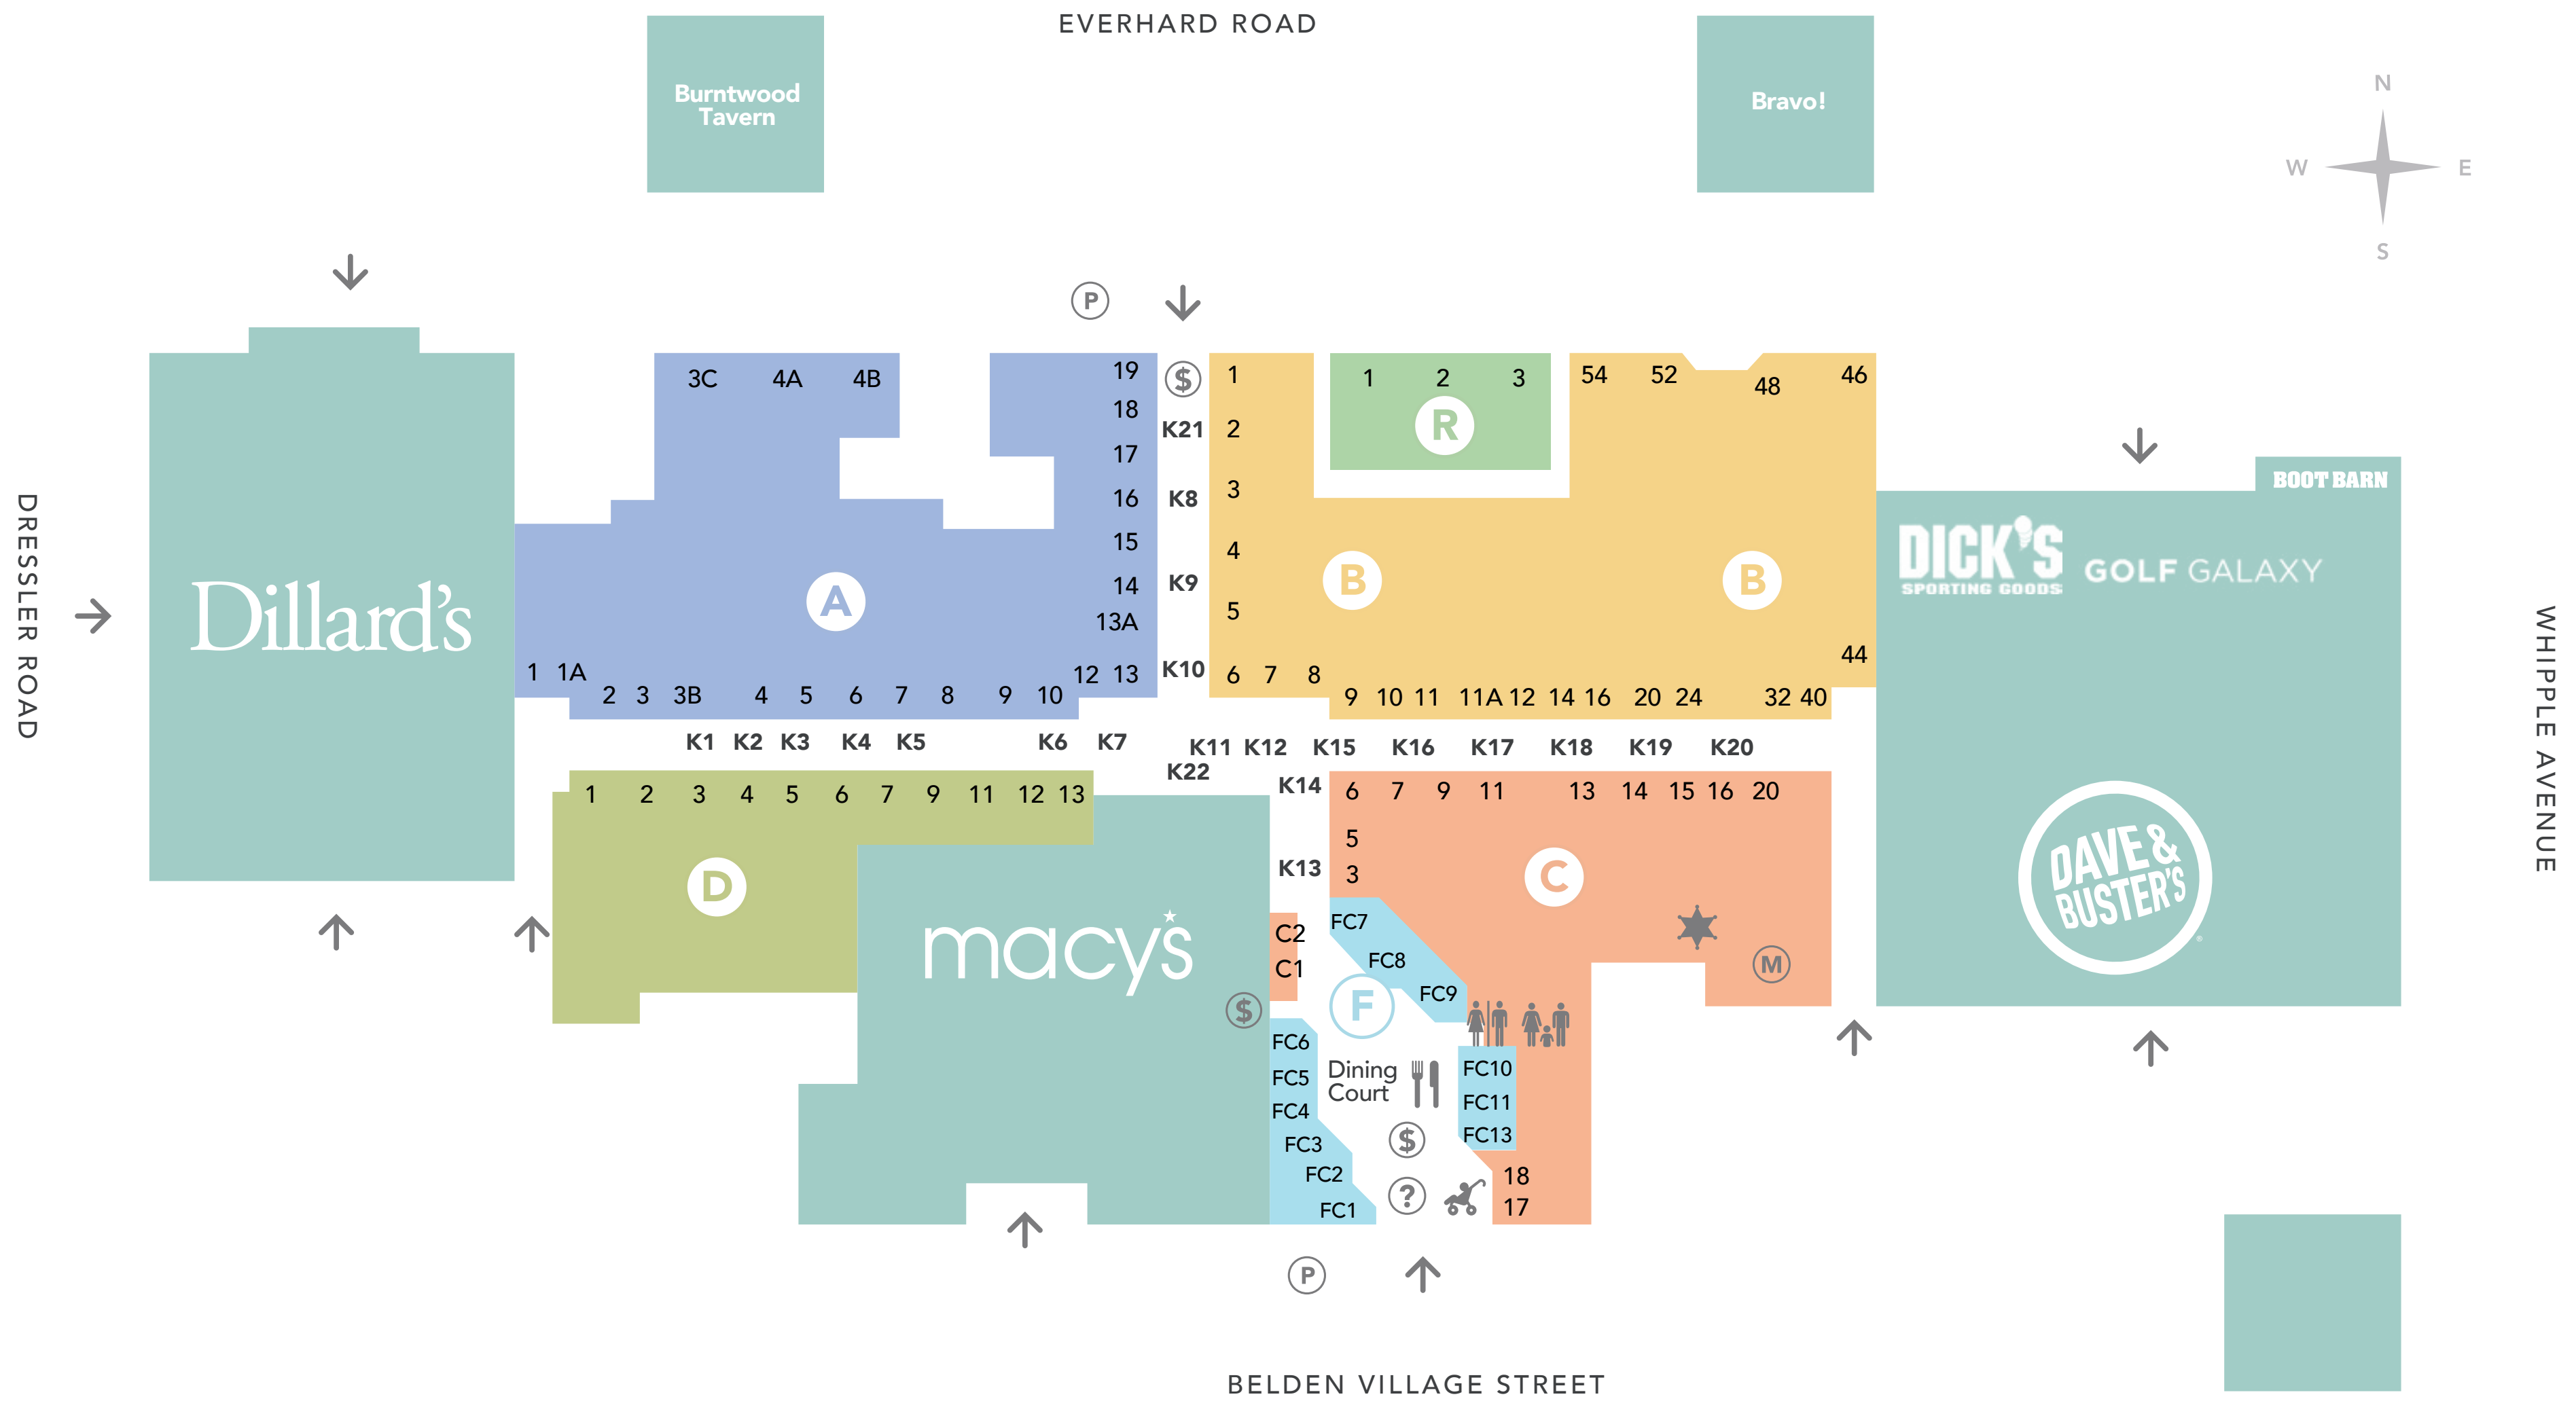 EVERHARD ROAD
Burntwood
Tavern
Bravo!
N
W E
S
P
3C 4A 4B
19
$
1
1 2 3
54 52 48 46
18
K21
2
R
17
16
K8
3
BOOT BARN
DICK'S
SPORTING GOODS
GOLF GALAXY
DRESSLER ROAD
WHIPPLE AVENUE
Dillard's
A
15
14
13A
K9
4
5
B
B
1 1A
2 3 3B 4 5 6 7 8 9 10
12 13
K10
6 7 8
9 10 11 11A 12 14 16 20 24 32 40
44
K1 K2 K3 K4 K5 K6 K7
K11 K12 K15 K16 K17 K18 K19 K20
K22
K14
1 2 3 4 5 6 7 9 11 12 13
6 7 9 11 13 14 15 16 20
5
K13
3
D
C
DAVE &
BUSTER'S
®
macy's
C2
C1
FC7
FC8
FC9
F
M
$
FC6
FC5
FC4
FC3
FC2
FC1
Dining
Court
FC10
FC11
FC13
$
?
18
17
P
BELDEN VILLAGE STREET